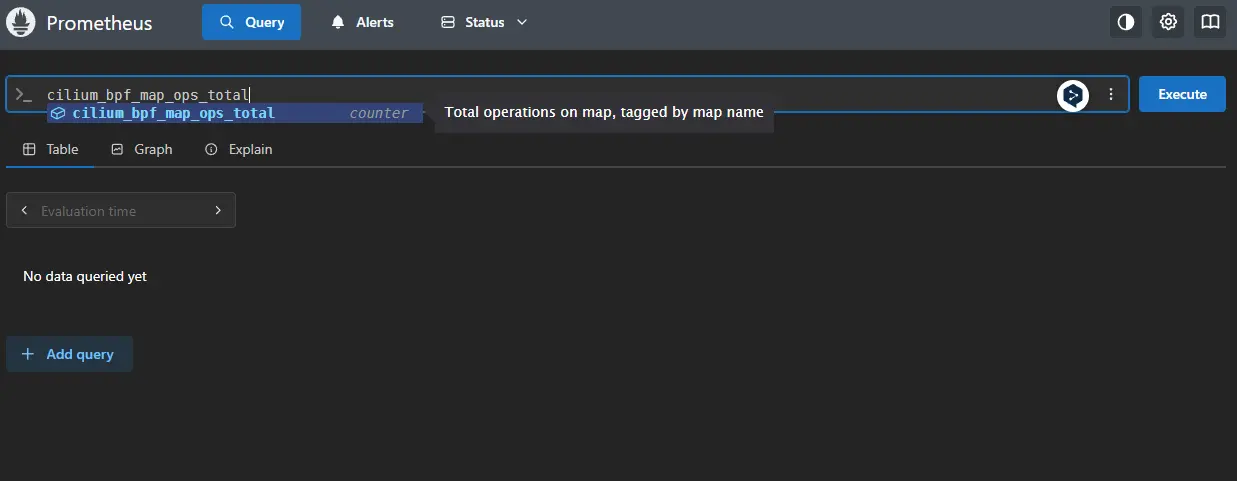 Prometheus Query Alerts Status
cilium_bpf_map_ops_total Execute
cilium_bpf_map_ops_total counter Total operations on map, tagged by map name
Table Graph Explain
Evaluation time
No data queried yet
Add query